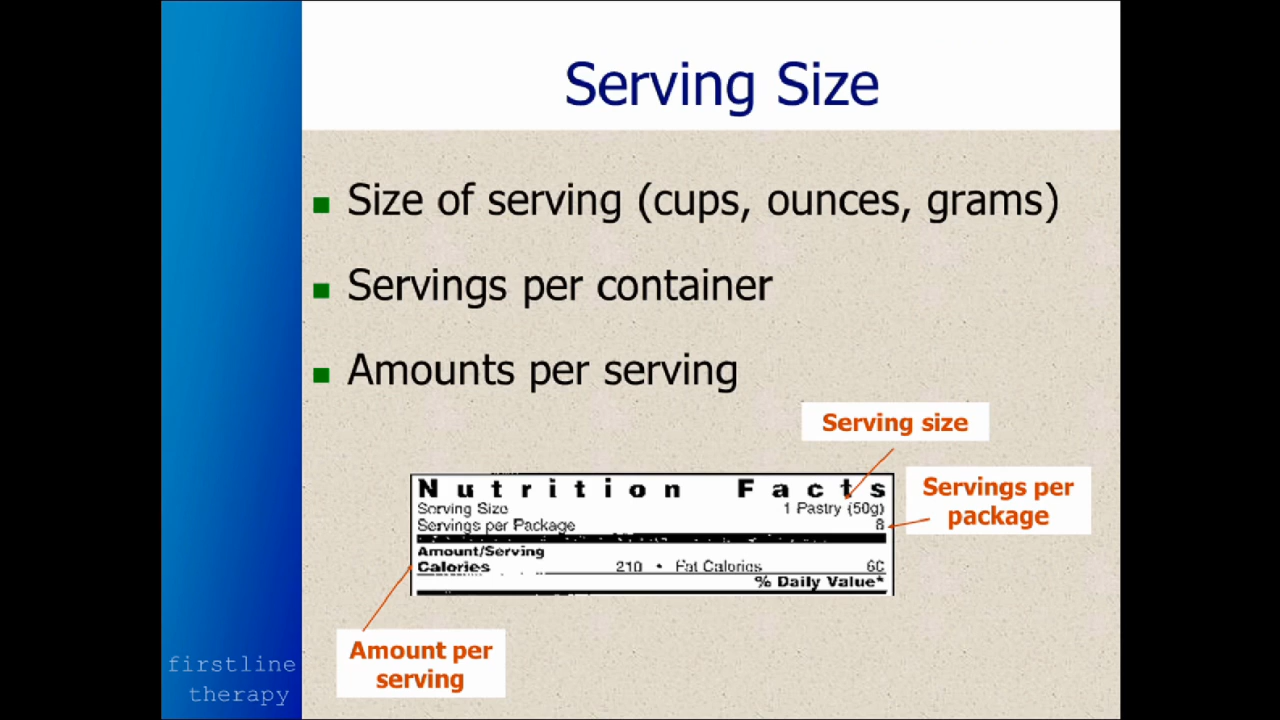 Serving Size
Size of serving (cups, ounces, grams)
Servings per container
Amounts per serving
Serving size
Servings per
package
Nutrition Facts
Serving Size 1 Pastry (50g)
Servings per Package 8
Amount/Serving
Calories 210 • Fat Calories 60
% Daily Value*
Amount per
serving
firstline
therapy